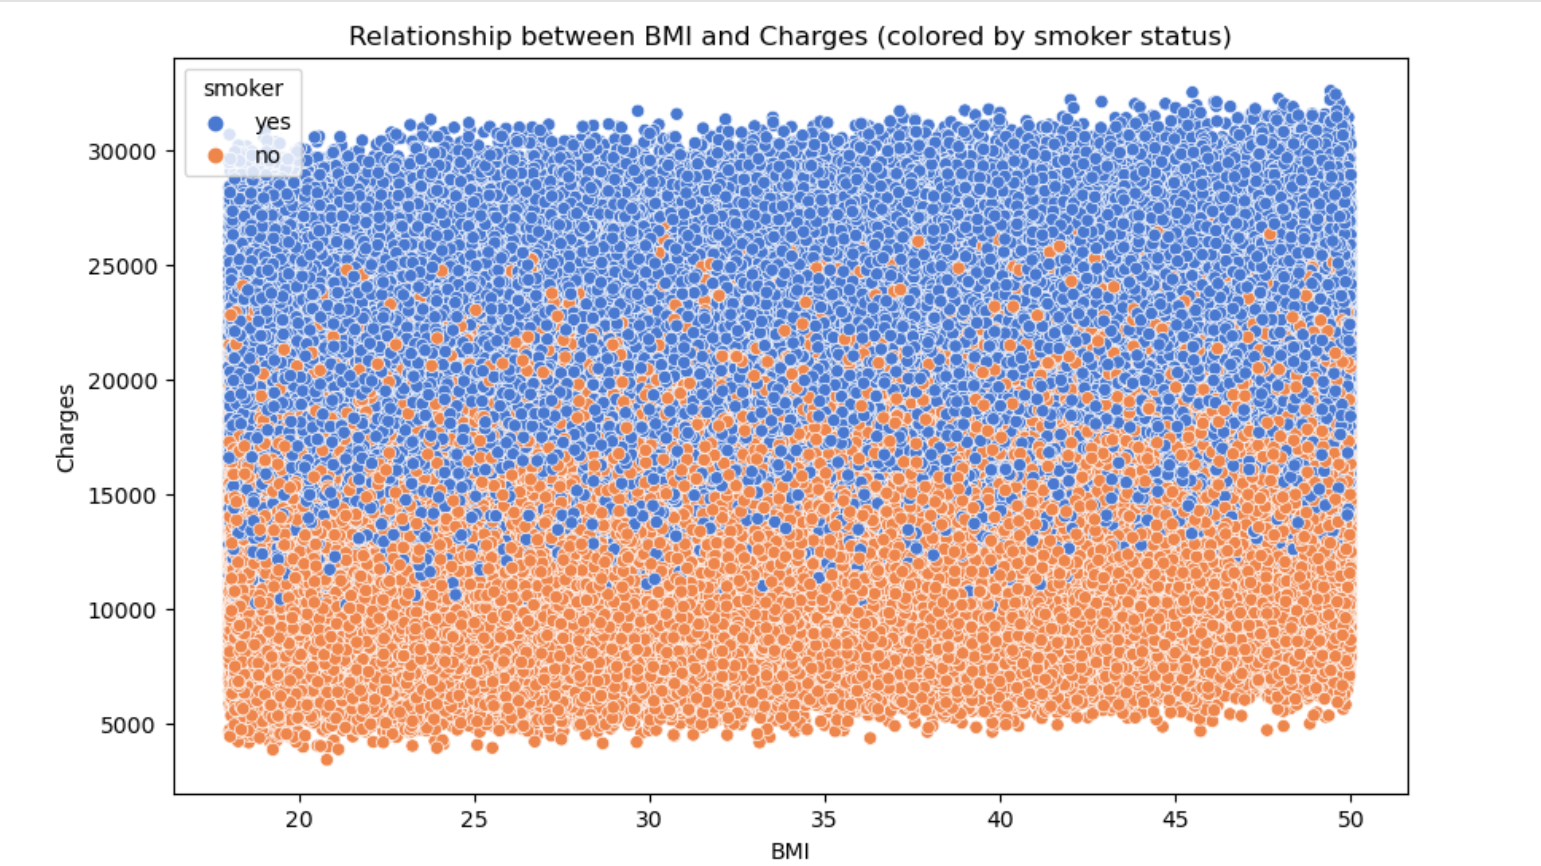 Relationship between BMI and Charges (colored by smoker status)
smoker
yes
no
30000
25000
20000
15000
10000
5000
Charges
20 25 30 35 40 45 50
BMI